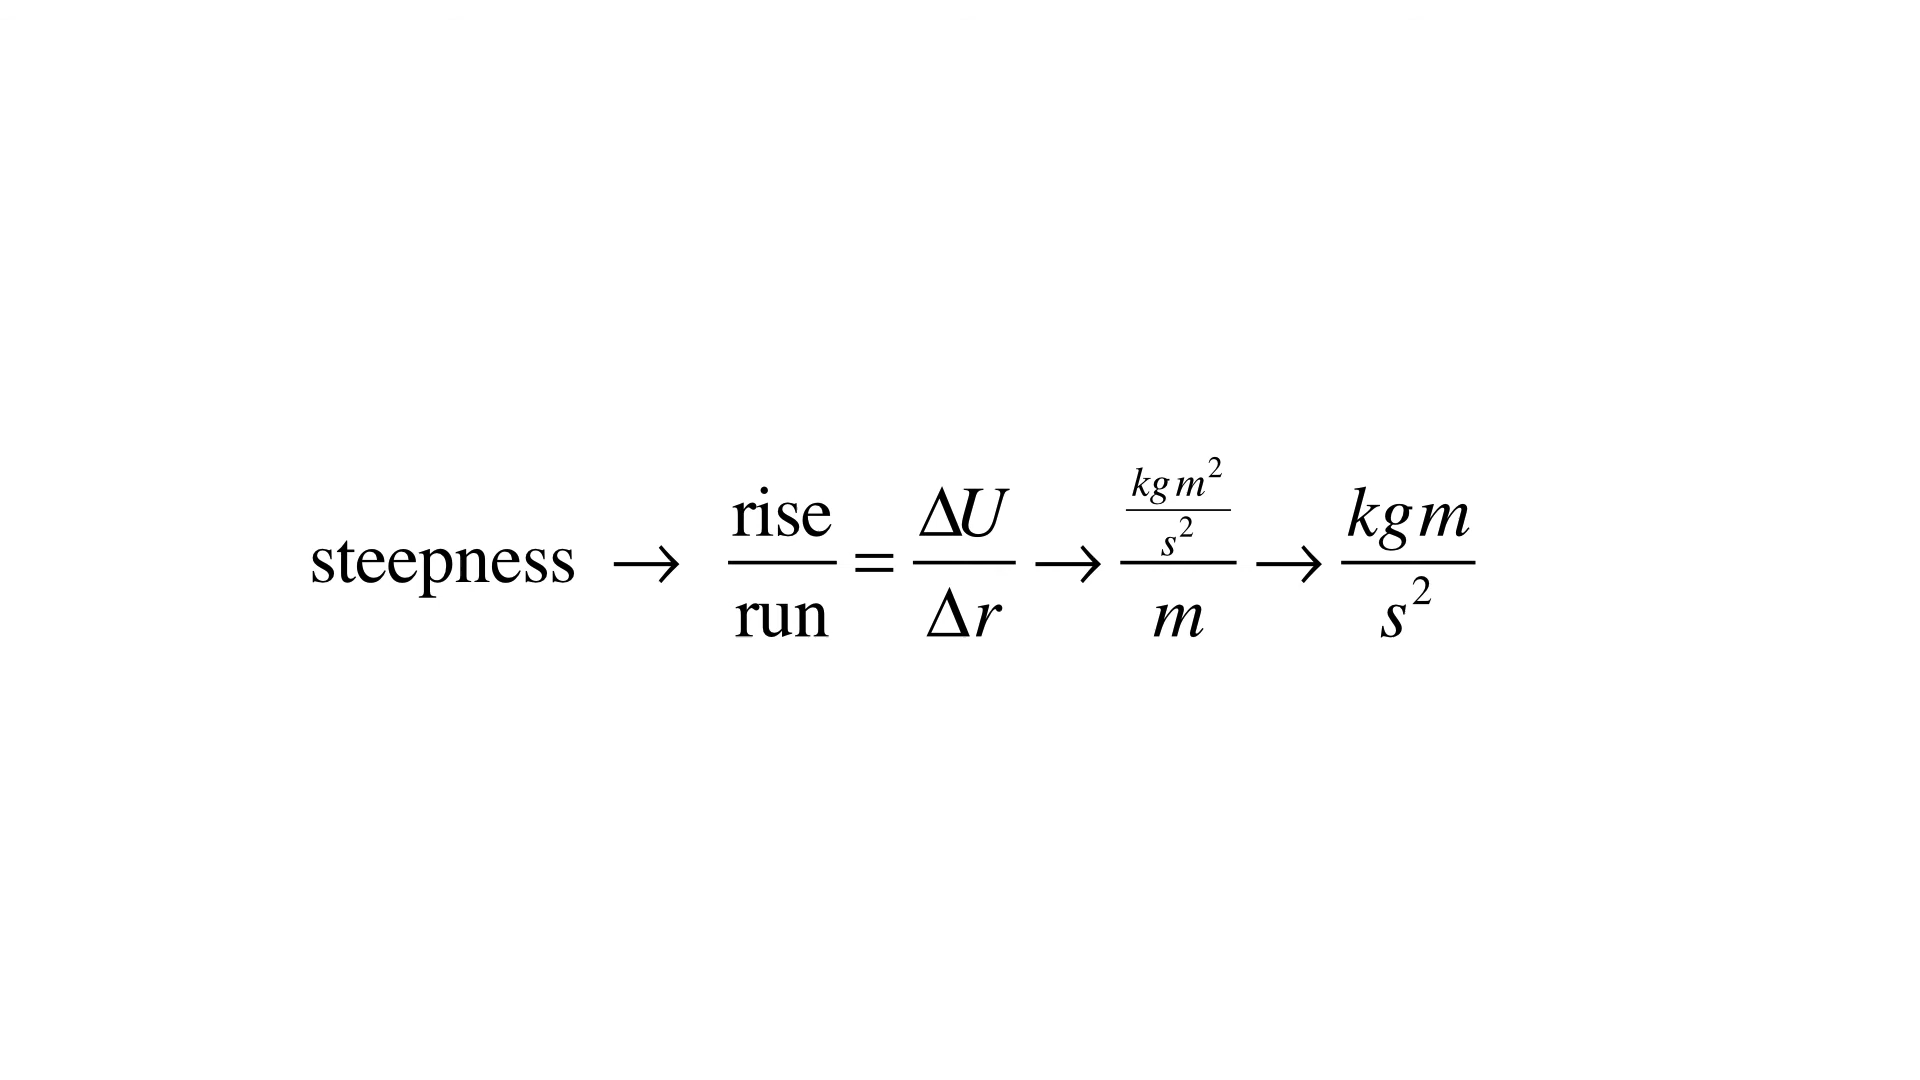 steepness → rise/run = ΔU/Δr → (kg m²/s²)/m → kg m/s²